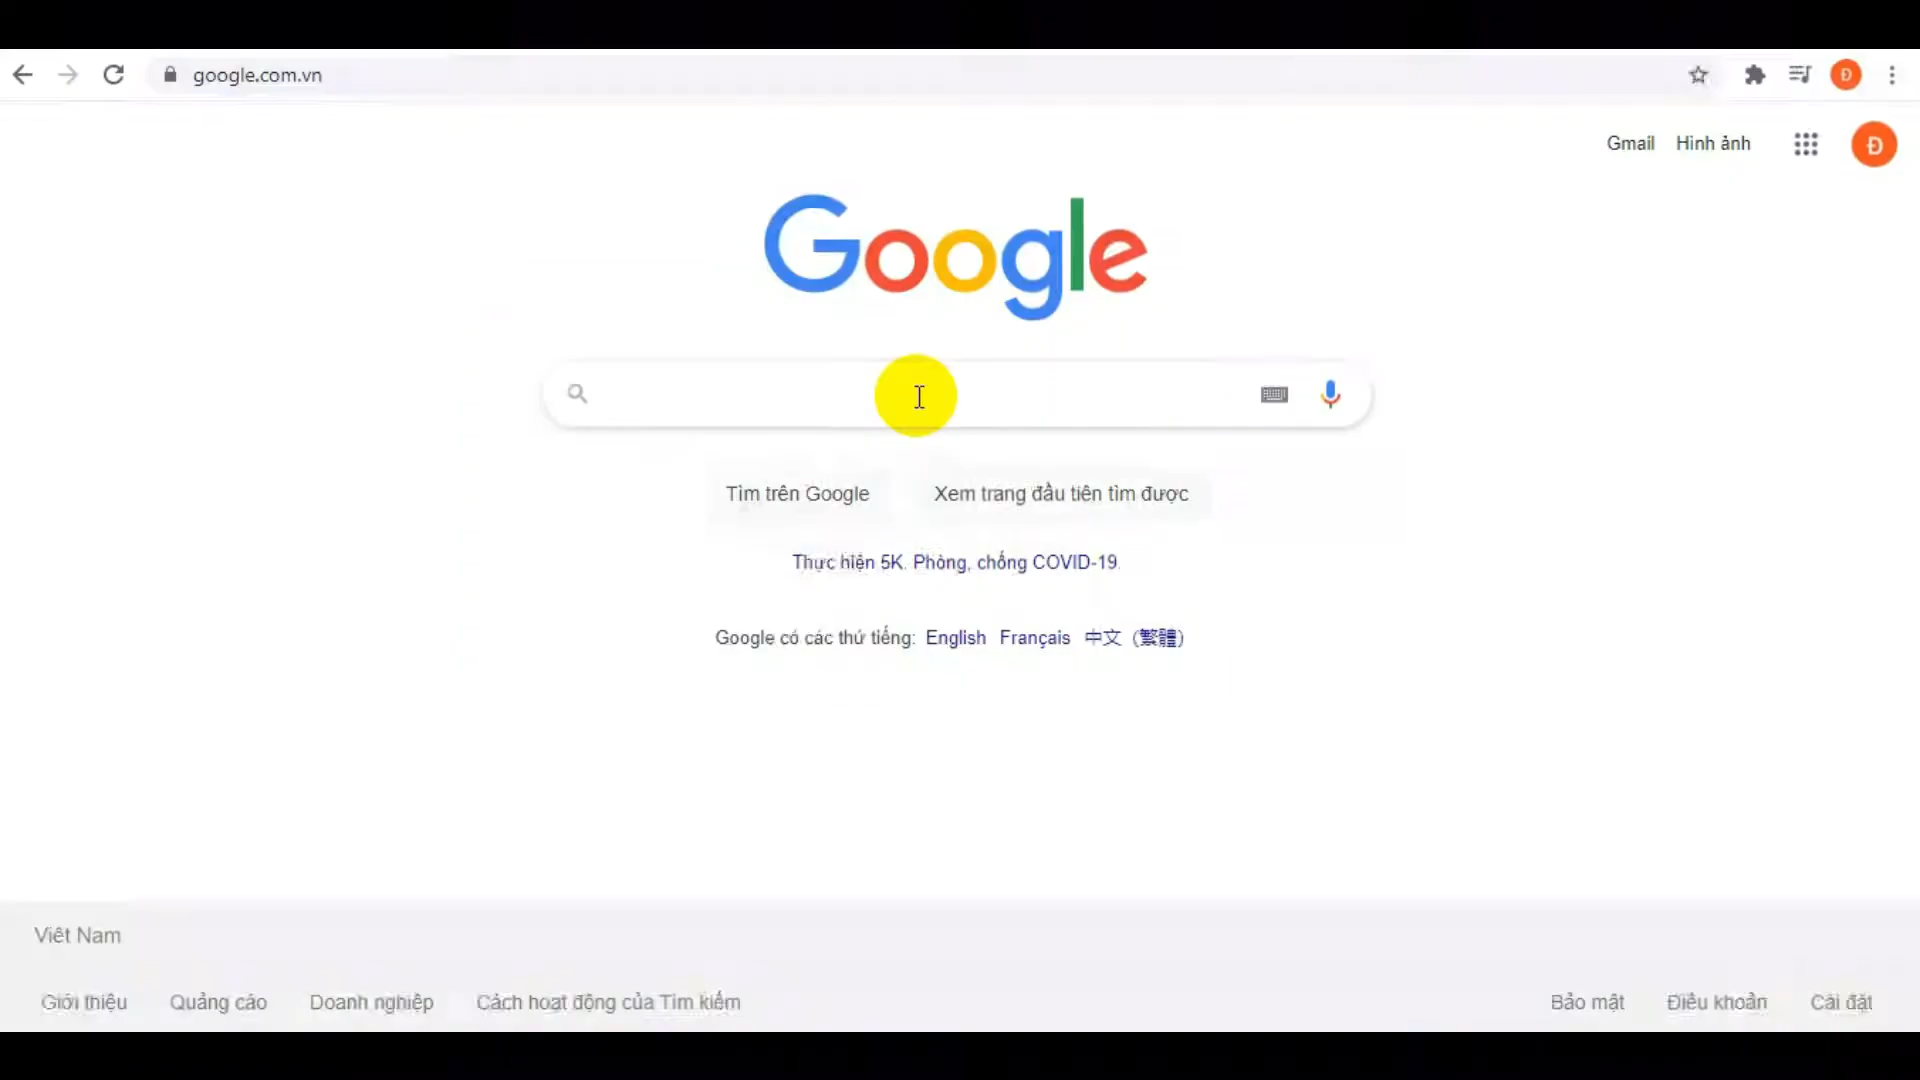 google.com.vn
Đ
Gmail Hình ảnh
Đ
Google
Tìm trên Google Xem trang đầu tiên tìm được
Thực hiện 5K. Phòng, chống COVID-19.
Google có các thứ tiếng: English Français 中文 (繁體)
Việt Nam
Giới thiệu Quảng cáo Doanh nghiệp Cách hoạt động của Tìm kiếm
Bảo mật Điều khoản Cài đặt